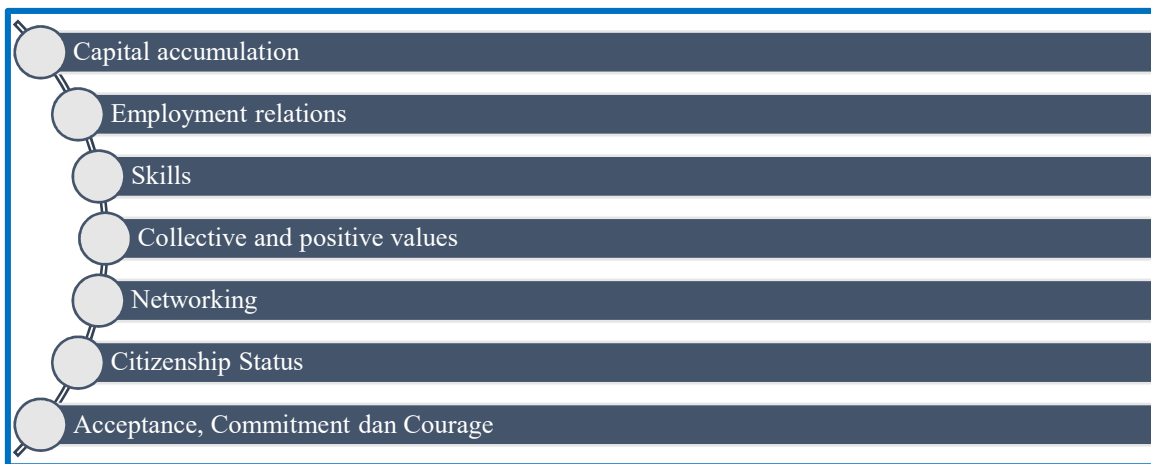 Capital accumulation
Employment relations
Skills
Collective and positive values
Networking
Citizenship Status
Acceptance, Commitment dan Courage